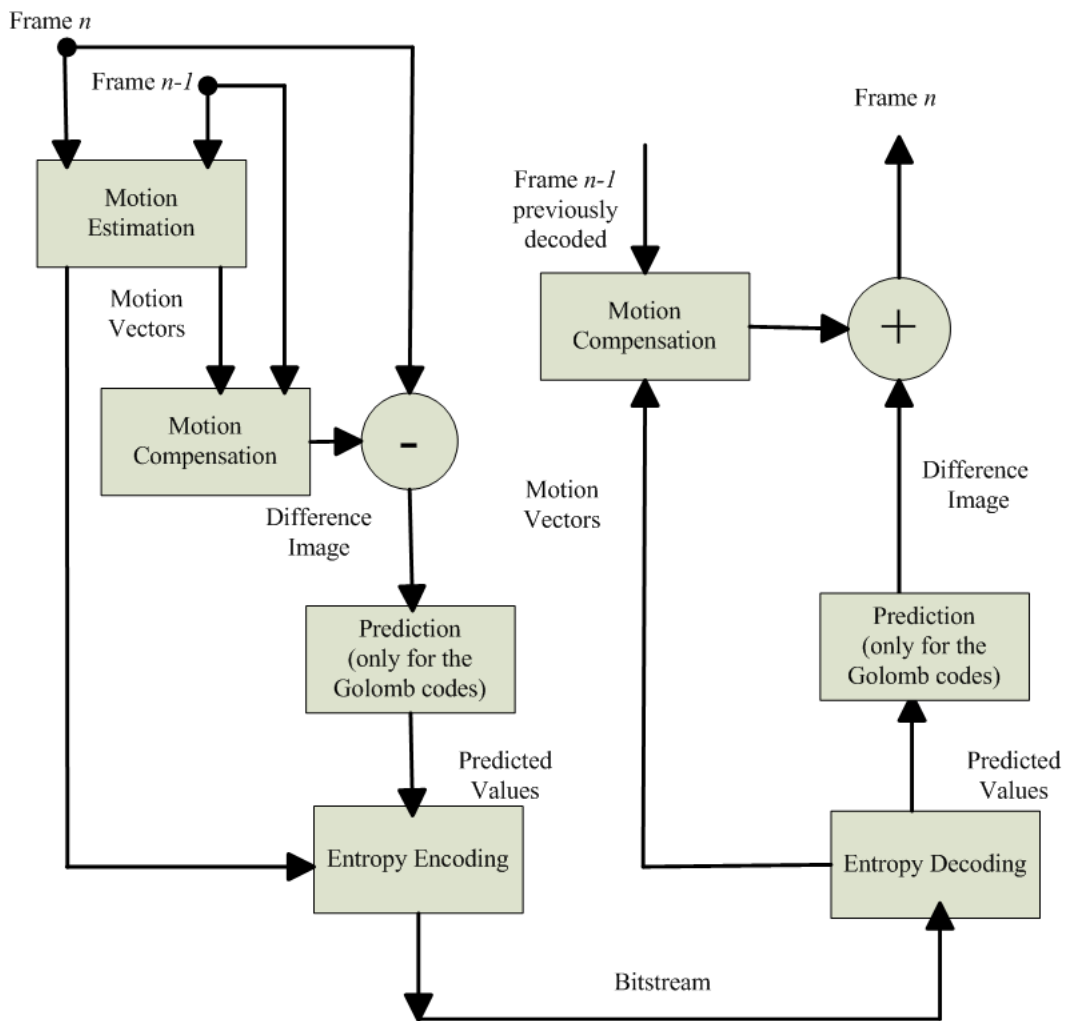 Frame n
Frame n-1
Motion
Estimation
Motion
Vectors
Motion
Compensation
-
Difference
Image
Prediction
(only for the
Golomb codes)
Predicted
Values
Entropy Encoding
Bitstream
Frame n
Frame n-1
previously
decoded
Motion
Compensation
+
Motion
Vectors
Difference
Image
Prediction
(only for the
Golomb codes)
Predicted
Values
Entropy Decoding